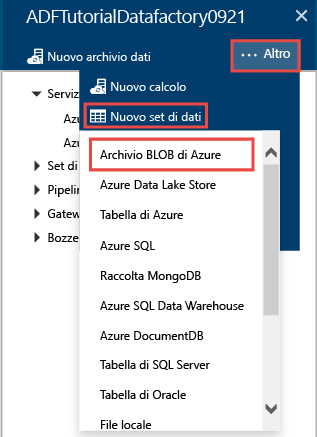 ADFTutorialDatafactory0921
Nuovo archivio dati
Altro
Nuovo calcolo
Nuovo set di dati
Serviz
Azu
Azu
Set di
Pipelin
Gatew
Bozze
Archivio BLOB di Azure
Azure Data Lake Store
Tabella di Azure
Azure SQL
Raccolta MongoDB
Azure SQL Data Warehouse
Azure DocumentDB
Tabella di SQL Server
Tabella di Oracle
File locale